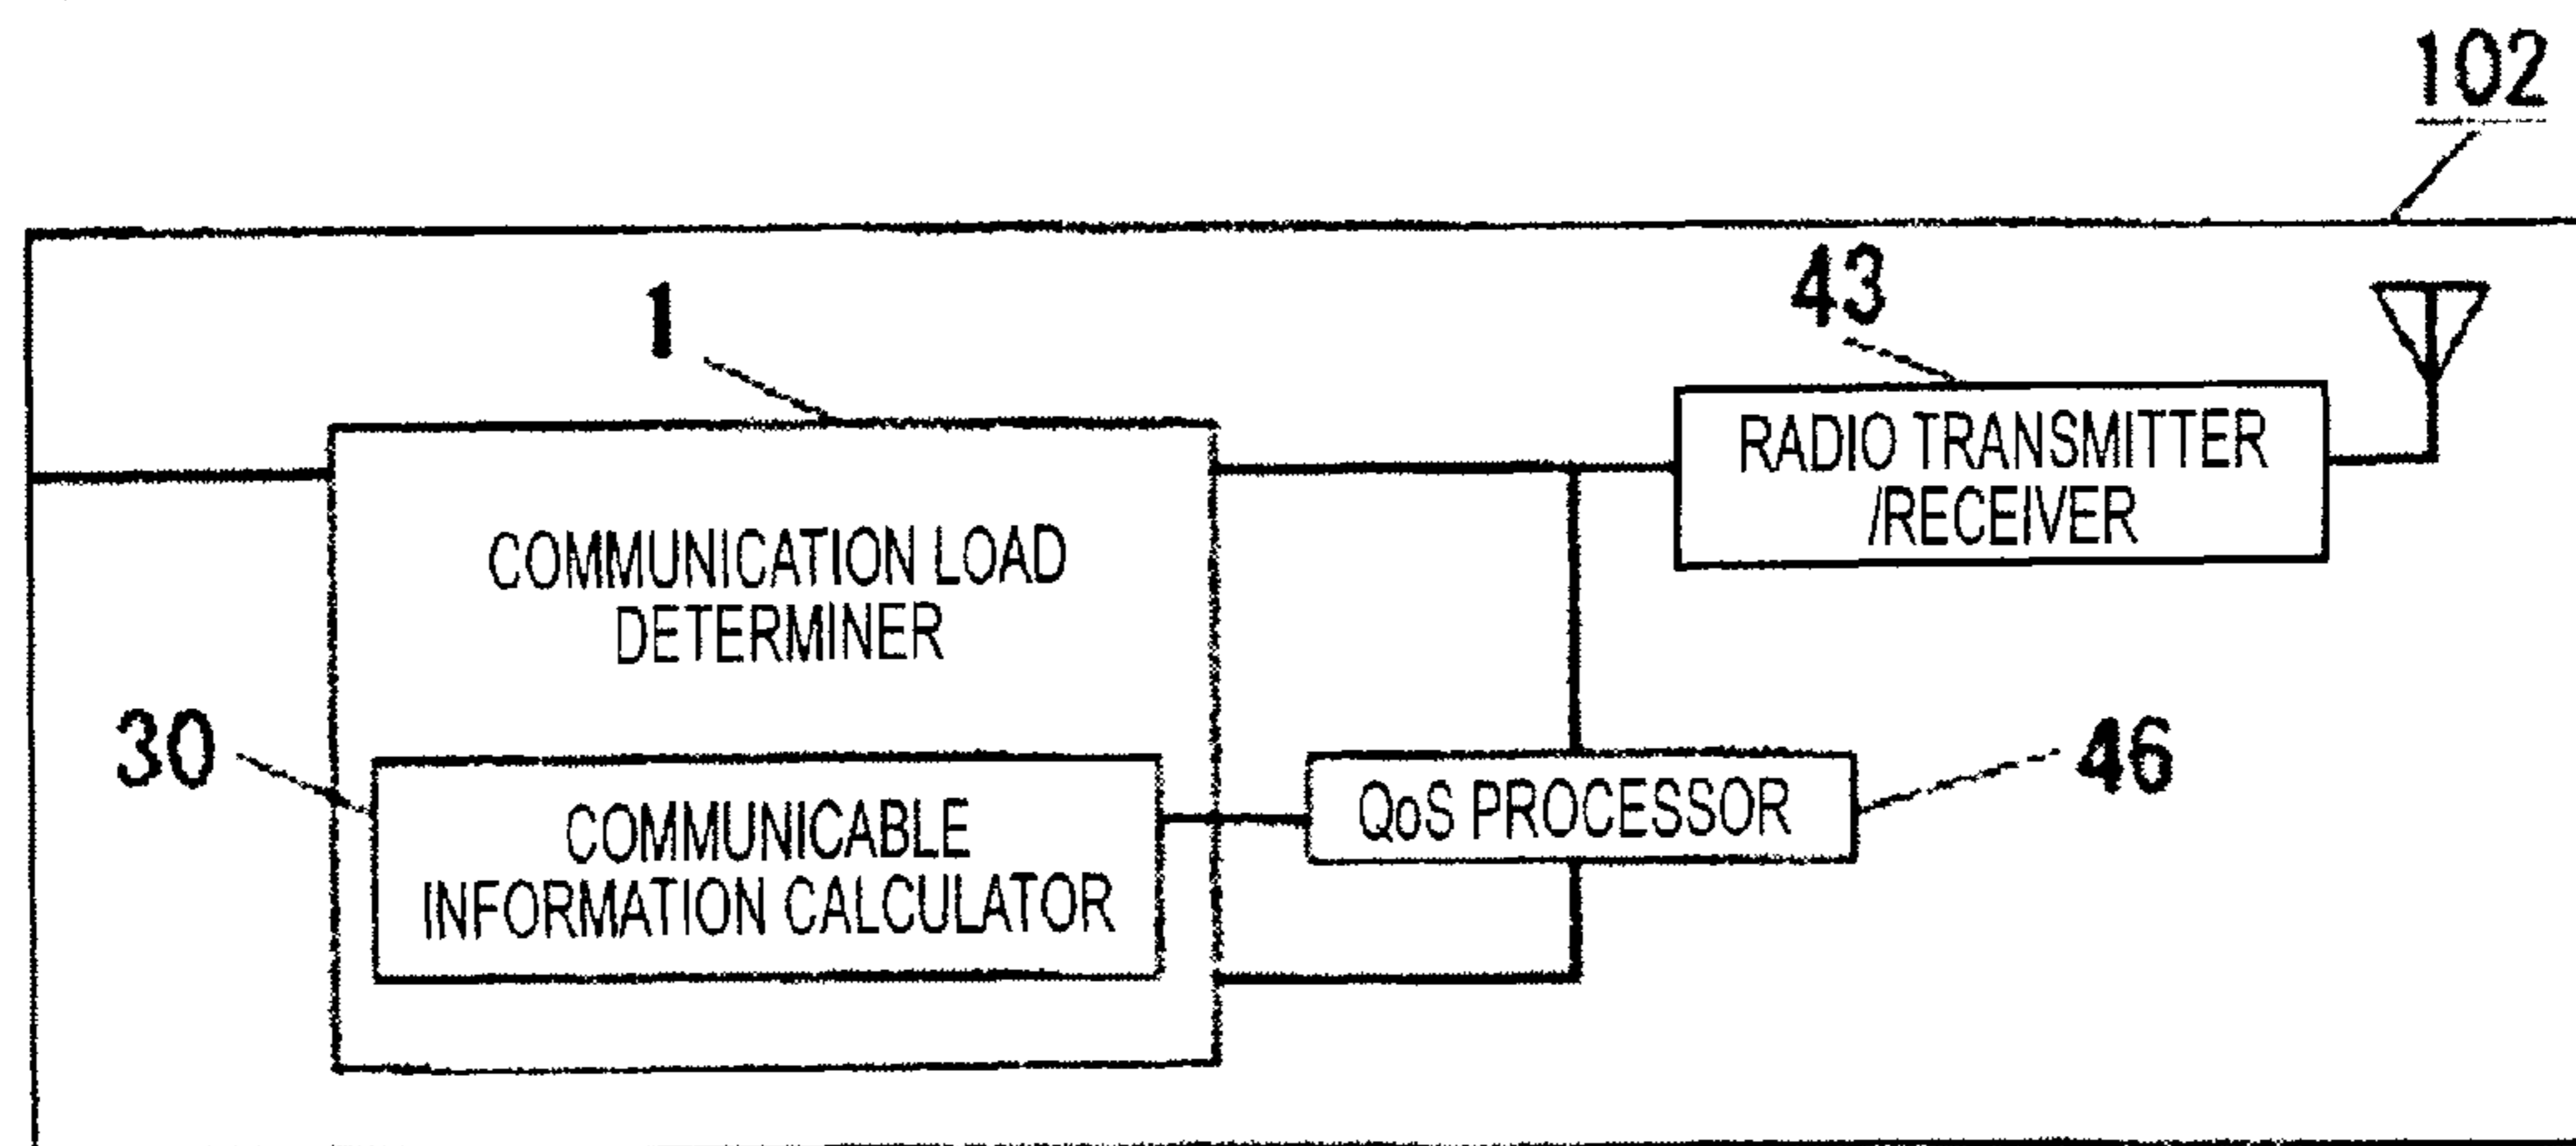 102
43
1
RADIO TRANSMITTER
/RECEIVER
COMMUNICATION LOAD
DETERMINER
30
46
COMMUNICABLE
INFORMATION CALCULATOR
QoS PROCESSOR